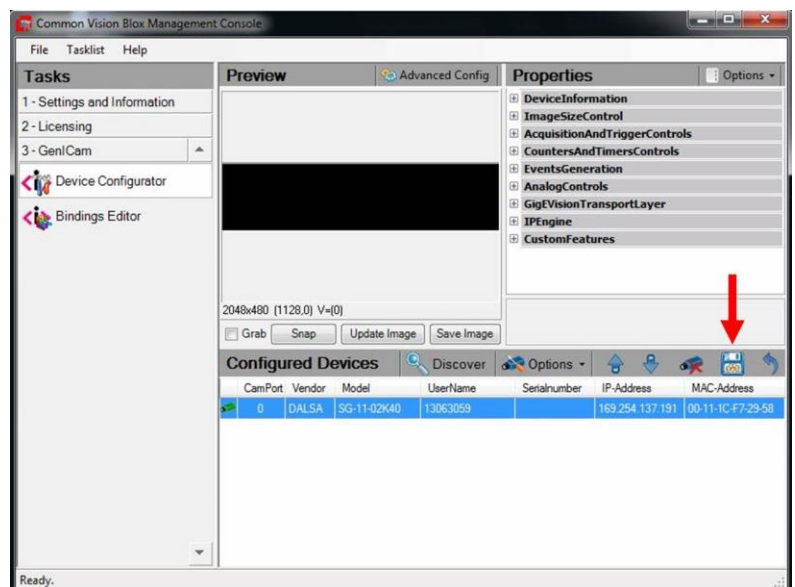 Common Vision Blox Management Console
File Tasklist Help
Tasks
1 - Settings and Information
2 - Licensing
3 - GenICam
Device Configurator
Bindings Editor
Preview
Advanced Config
2048x480 (1128,0) V=(0)
Grab Snap Update Image Save Image
Properties
Options
DeviceInformation
ImageSizeControl
AcquisitionAndTriggerControls
CountersAndTimersControls
EventsGeneration
AnalogControls
GigEVisionTransportLayer
IPEngine
CustomFeatures
Configured Devices Discover Options
CamPort Vendor Model UserName Serialnumber IP-Address MAC-Address
0 DALSA SG-11-02K40 13063059 169.254.137.191 00-11-1C-F7-29-58
Ready.